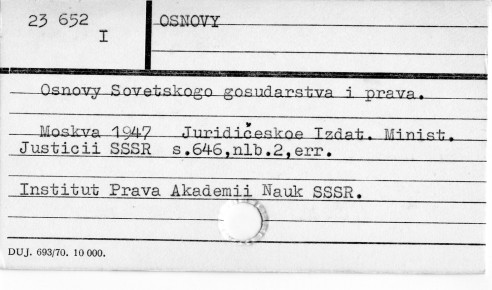 23 652
I
OSNOVY
Osnovy Sovetskogo gosudarstva i prava.
Moskva 1947 Juridičeskoe Izdat. Minist.
Justicii SSSR s.646,nlb.2,err.
Institut Prava Akademii Nauk SSSR.
DUJ. 693/70. 10 000.